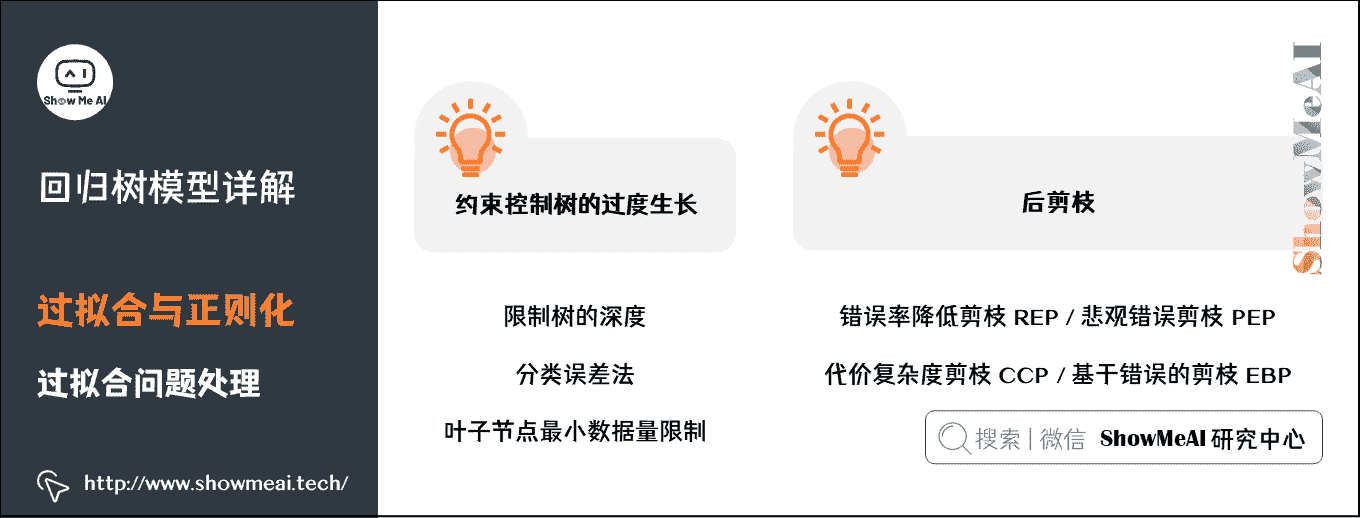 Show Me AI
回归树模型详解
过拟合与正则化
过拟合问题处理
http://www.showmeai.tech/
约束控制树的过度生长
限制树的深度
分类误差法
叶子节点最小数据量限制
后剪枝
错误率降低剪枝 REP / 悲观错误剪枝 PEP
代价复杂度剪枝 CCP / 基于错误的剪枝 EBP
搜索 | 微信 ShowMeAI 研究中心
ShowMeAI